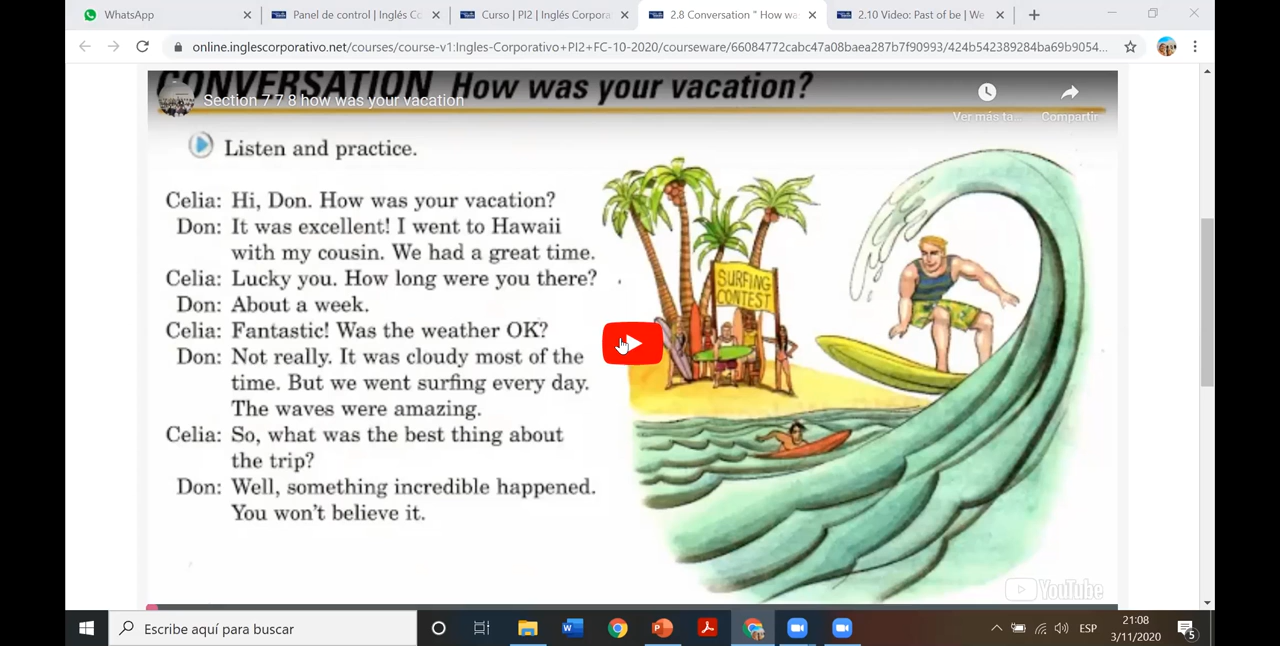 WhatsApp
Panel de control | Inglés Co
Curso | PI2 | Inglés Corpora
2.8 Conversation " How wa
2.10 Video: Past of be | We
online.inglescorporativo.net/courses/course-v1:Ingles-Corporativo+PI2+FC-10-2020/courseware/66084772cabc47a08baea287b7f90993/424b542389284ba69b9054...
CONVERSATION How was your vacation?
Section 7 7 8 how was your vacation
Ver más ta...
Compartir
Listen and practice.
Celia: Hi, Don. How was your vacation?
Don: It was excellent! I went to Hawaii
with my cousin. We had a great time.
Celia: Lucky you. How long were you there?
Don: About a week.
Celia: Fantastic! Was the weather OK?
Don: Not really. It was cloudy most of the
time. But we went surfing every day.
The waves were amazing.
Celia: So, what was the best thing about
the trip?
Don: Well, something incredible happened.
You won't believe it.
SURFING
CONTEST
YouTube
Escribe aquí para buscar
ESP
21:08
3/11/2020
5